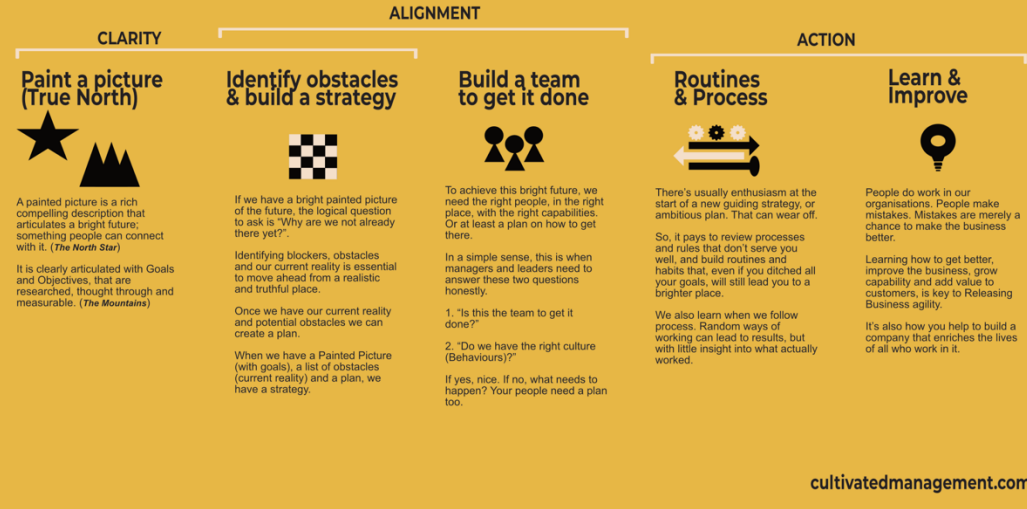 ALIGNMENT
CLARITY
ACTION
Paint a picture
(True North)
A painted picture is a rich
compelling description that
articulates a bright future;
something people can connect
with it. (The North Star)
It is clearly articulated with Goals
and Objectives, that are
researched, thought through and
measurable. (The Mountains)
Identify obstacles
& build a strategy
If we have a bright painted picture
of the future, the logical question
to ask is “Why are we not already
there yet?”.
Identifying blockers, obstacles
and our current reality is essential
to move ahead from a realistic
and truthful place.
Once we have our current reality
and potential obstacles we can
create a plan.
When we have a Painted Picture
(with goals), a list of obstacles
(current reality) and a plan, we
have a strategy.
Build a team
to get it done
To achieve this bright future, we
need the right people, in the right
place, with the right capabilities.
Or at least a plan on how to get
there.
In a simple sense, this is when
managers and leaders need to
answer these two questions
honestly.
1. “Is this the team to get it
done?”
2. “Do we have the right culture
(Behaviours)?”
If yes, nice. If no, what needs to
happen? Your people need a plan
too.
Routines
& Process
There’s usually enthusiasm at the
start of a new guiding strategy, or
ambitious plan. That can wear off.
So, it pays to review processes
and rules that don’t serve you
well, and build routines and
habits that, even if you ditched all
your goals, will still lead you to a
brighter place.
We also learn when we follow
process. Random ways of
working can lead to results, but
with little insight into what actually
worked.
Learn &
Improve
People do work in our
organisations. People make
mistakes. Mistakes are merely a
chance to make the business
better.
Learning how to get better,
improve the business, grow
capability and add value to
customers, is key to Releasing
Business agility.
It’s also how you help to build a
company that enriches the lives
of all who work in it.
cultivatedmanagement.com